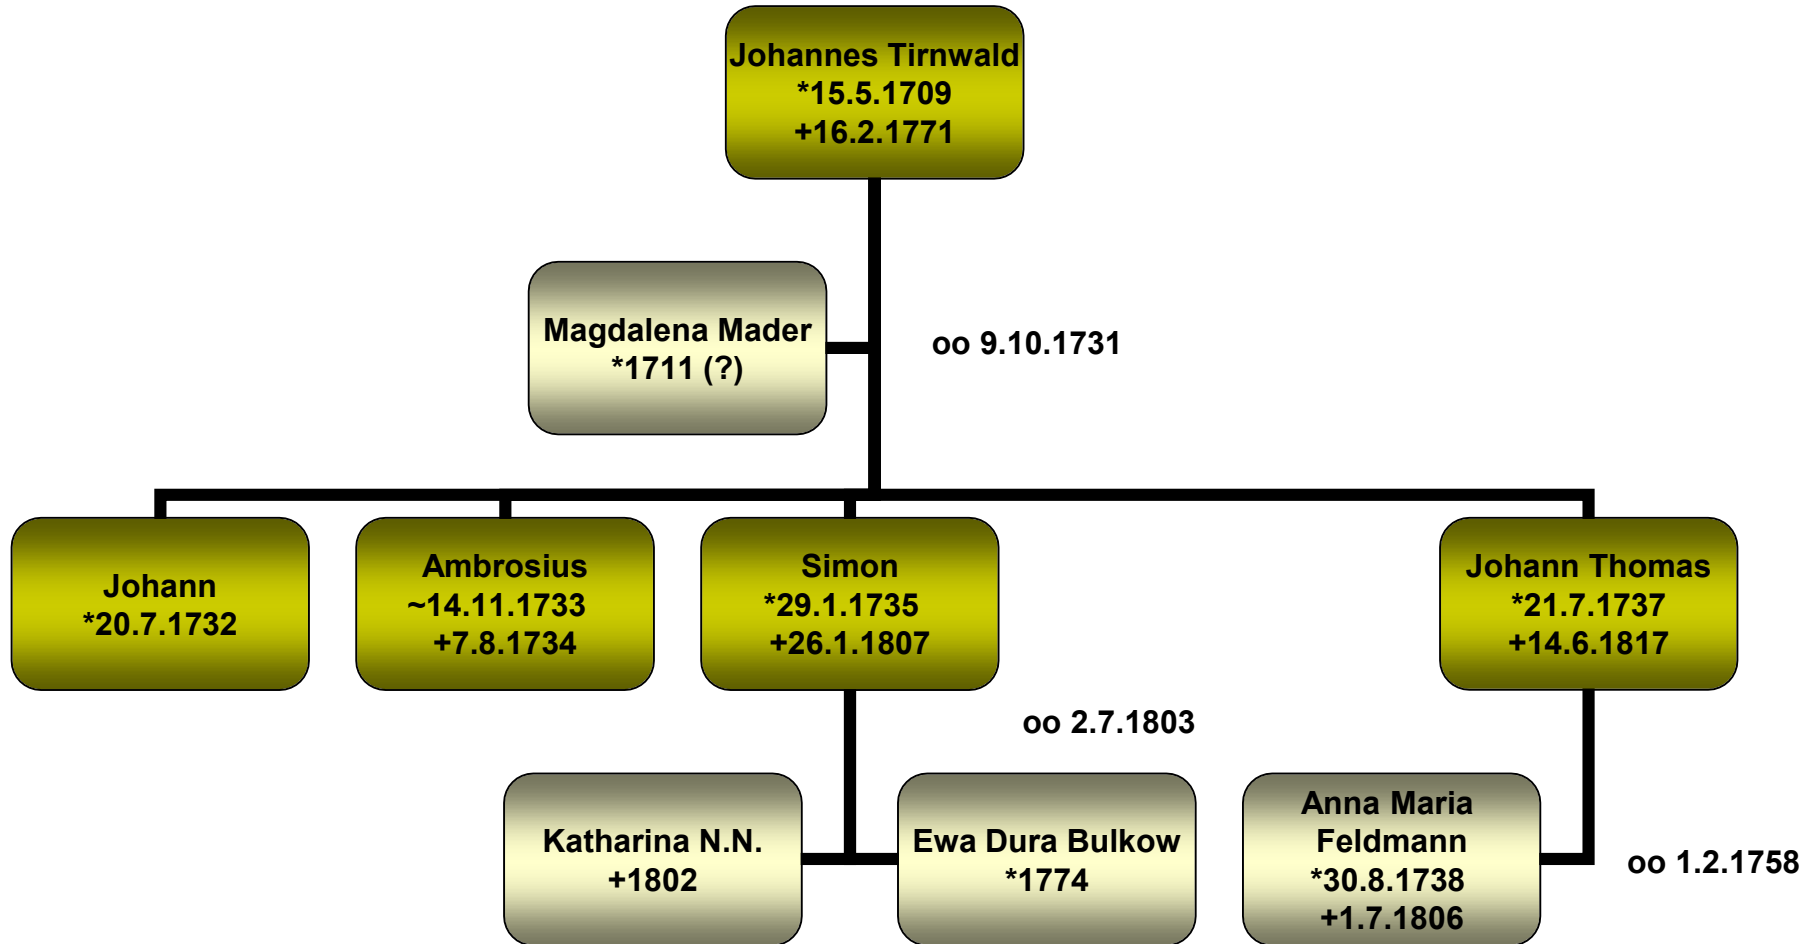 Johannes Tirnwald
*15.5.1709
+16.2.1771
Magdalena Mader
*1711 (?)
oo 9.10.1731
Johann
*20.7.1732
Ambrosius
~14.11.1733
+7.8.1734
Simon
*29.1.1735
+26.1.1807
Johann Thomas
*21.7.1737
+14.6.1817
oo 2.7.1803
Katharina N.N.
+1802
Ewa Dura Bulkow
*1774
Anna Maria
Feldmann
*30.8.1738
+1.7.1806
oo 1.2.1758